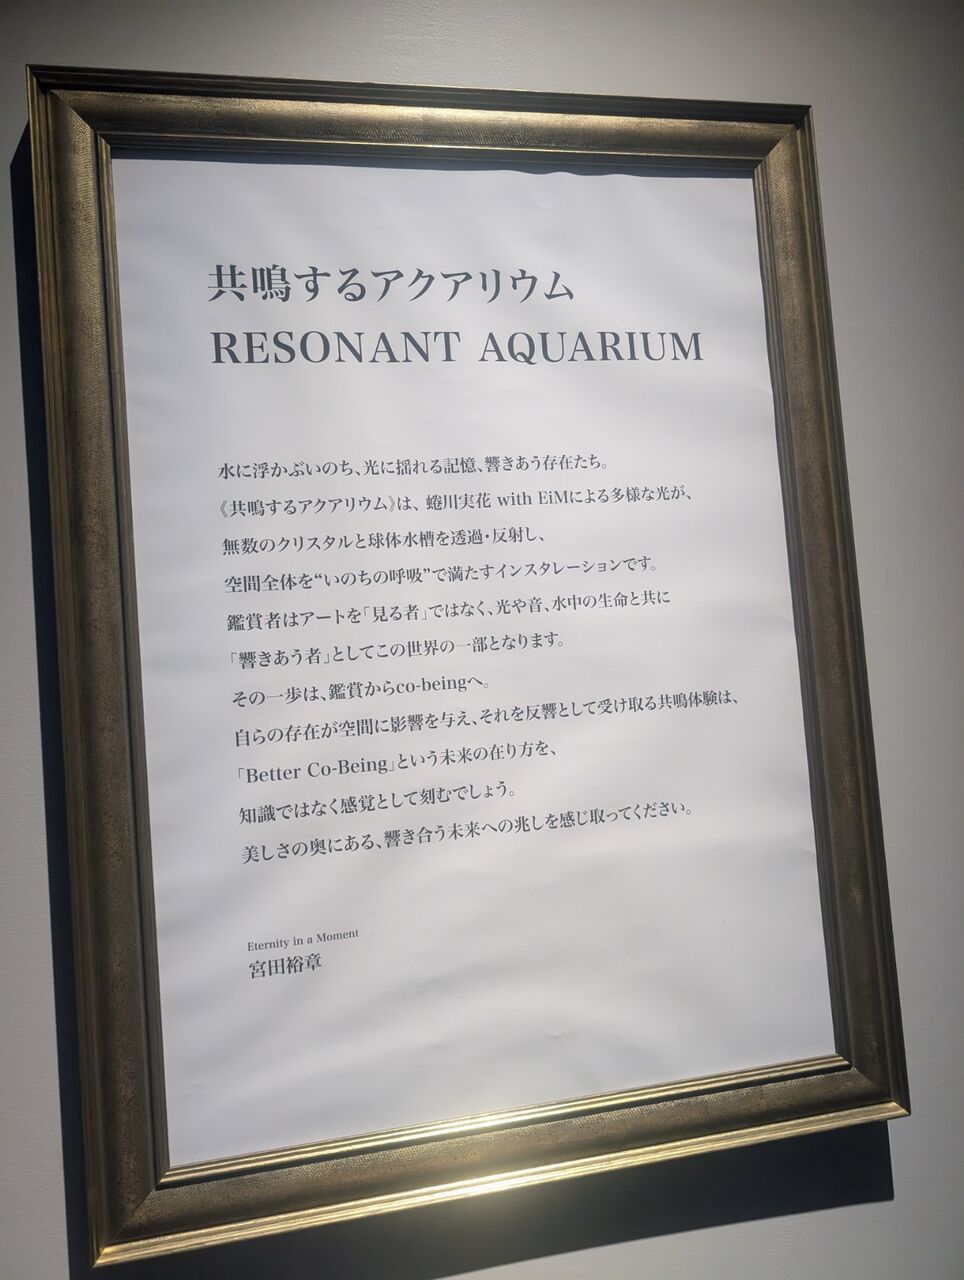 共鳴するアクアリウム
RESONANT AQUARIUM
水に浮かぶいのち、光に揺れる記憶、響きあう存在たち。
《共鳴するアクアリウム》は、蜷川実花 with EiMによる多様な光が、
無数のクリスタルと球体水槽を透過・反射し、
空間全体を“いのちの呼吸”で満たすインスタレーションです。
鑑賞者はアートを「見る者」ではなく、光や音、水中の生命と共に
「響きあう者」としてこの世界の一部となります。
その一歩は、鑑賞からco-beingへ。
自らの存在が空間に影響を与え、それを反響として受け取る共鳴体験は、
「Better Co-Being」という未来の在り方を、
知識ではなく感覚として刻むでしょう。
美しさの奥にある、響き合う未来への兆しを感じ取ってください。
Eternity in a Moment
宮田裕章